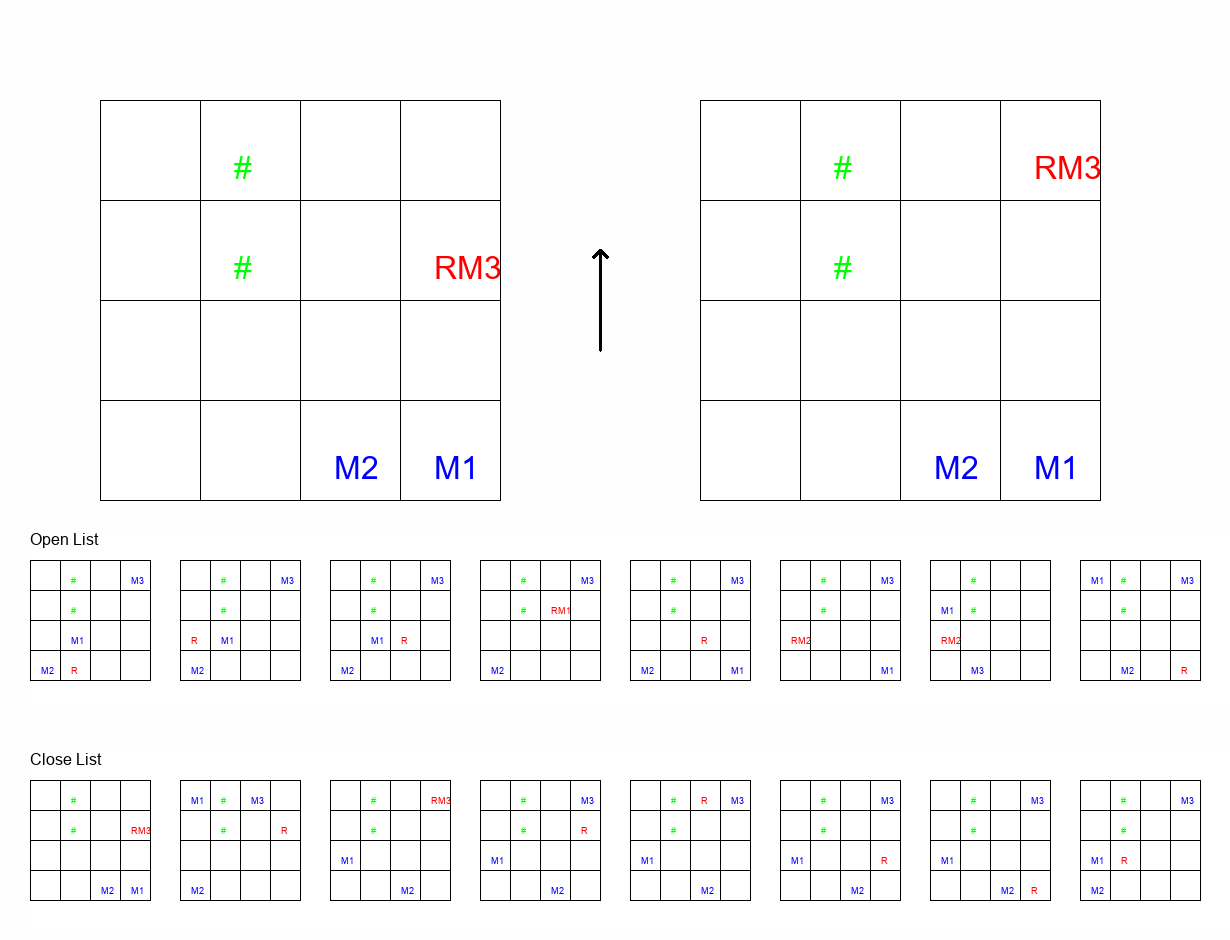 # #
RM3
# RM3 #
M2 M1 M2 M1
Open List
# M3 # M3 # M3 # M3 # M3 # M3 # M1 # M3
# # # # RM1 # # M1 # #
M1 R M1 M1 R R RM2 RM2
M2 R M2 M2 M2 M2 M1 M1 M3 M2 R
Close List
# M1 # M3 # RM3 # M3 # R M3 # M3 # M3 # M3
# RM3 # R # # R # # # #
M1 M1 M1 M1 R M1 M1 R
M2 M1 M2 M2 M2 M2 M2 M2 R M2